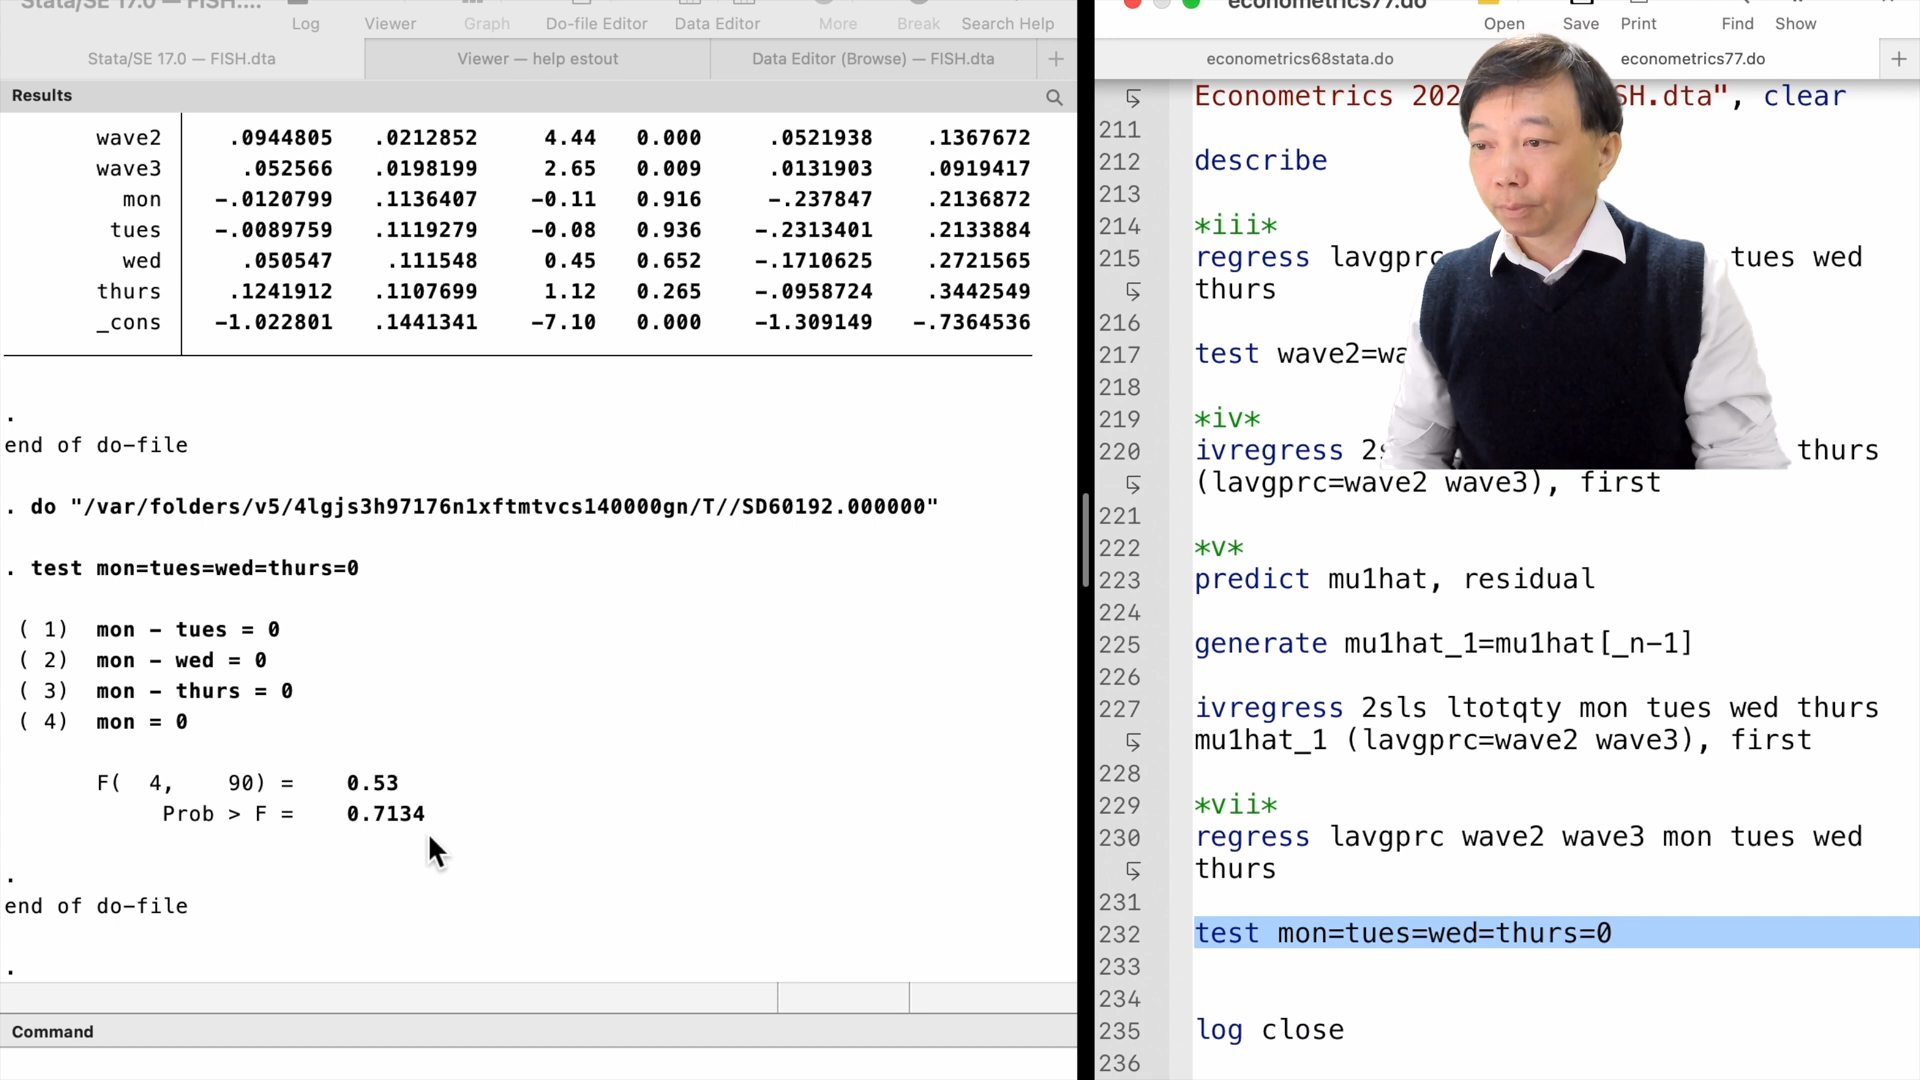 Stata/SE 17.0 — FISH....
Log
Viewer
Graph
Do-file Editor
Data Editor
More
Break
Search Help
Stata/SE 17.0 — FISH.dta
Viewer — help estout
Data Editor (Browse) — FISH.dta
Results
wave2 .0944805 .0212852 4.44 0.000 .0521938 .1367672
wave3 .052566 .0198199 2.65 0.009 .0131903 .0919417
mon -.0120799 .1136407 -0.11 0.916 -.237847 .2136872
tues -.0089759 .1119279 -0.08 0.936 -.2313401 .2133884
wed .050547 .111548 0.45 0.652 -.1710625 .2721565
thurs .1241912 .1107699 1.12 0.265 -.0958724 .3442549
_cons -1.022801 .1441341 -7.10 0.000 -1.309149 -.7364536
.
end of do-file
. do "/var/folders/v5/4lgjs3h97176n1xftmtvcs140000gn/T//SD60192.000000"
. test mon=tues=wed=thurs=0
( 1) mon - tues = 0
( 2) mon - wed = 0
( 3) mon - thurs = 0
( 4) mon = 0
F( 4, 90) = 0.53
Prob > F = 0.7134
.
end of do-file
.
Command
econometrics77.do
Open
Save
Print
Find
Show
econometrics68stata.do
econometrics77.do
Econometrics 202 SH.dta", clear
211
212 describe
213
214 *iii*
215 regress lavgprc tues wed
thurs
216
217 test wave2=wa
218
219 *iv*
220 ivregress 2s thurs
(lavgprc=wave2 wave3), first
221
222 *v*
223 predict mu1hat, residual
224
225 generate mu1hat_1=mu1hat[_n-1]
226
227 ivregress 2sls ltotqty mon tues wed thurs
mu1hat_1 (lavgprc=wave2 wave3), first
228
229 *vii*
230 regress lavgprc wave2 wave3 mon tues wed
thurs
231
232 test mon=tues=wed=thurs=0
233
234
235 log close
236